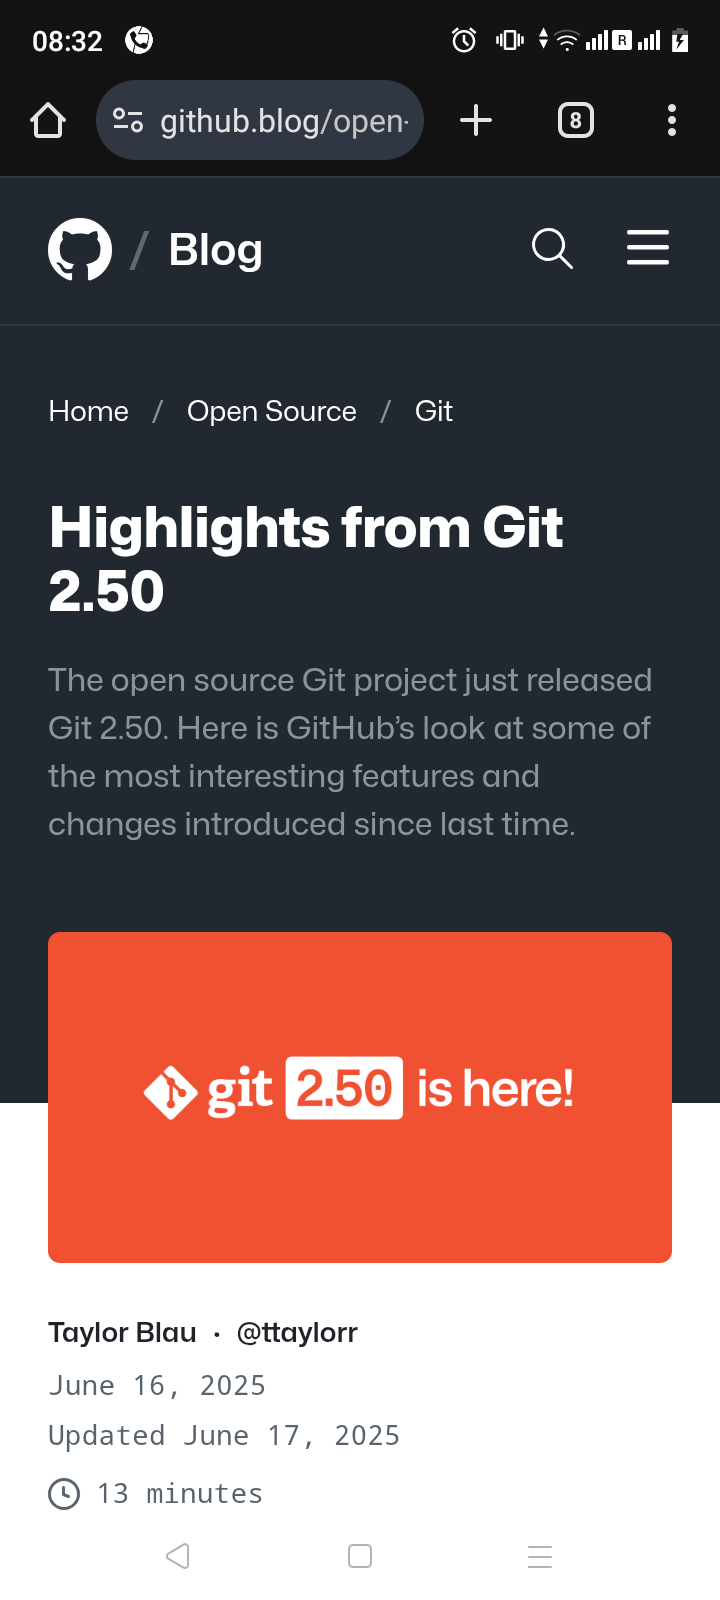 08:32
R
github.blog/open-
8
/ Blog
Home / Open Source / Git
Highlights from Git
2.50
The open source Git project just released
Git 2.50. Here is GitHub’s look at some of
the most interesting features and
changes introduced since last time.
git 2.50 is here!
Taylor Blau · @ttaylorr
June 16, 2025
Updated June 17, 2025
13 minutes